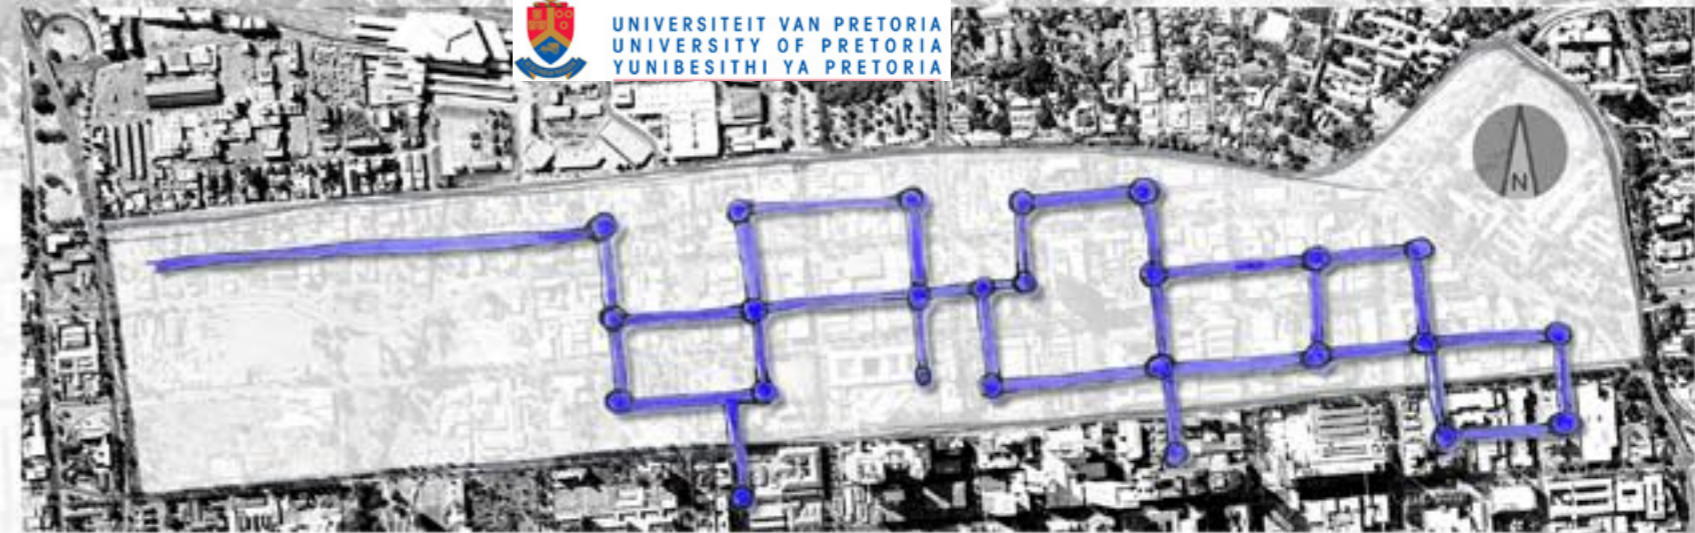 UNIVERSITEIT VAN PRETORIA
UNIVERSITY OF PRETORIA
YUNIBESITHI YA PRETORIA
N